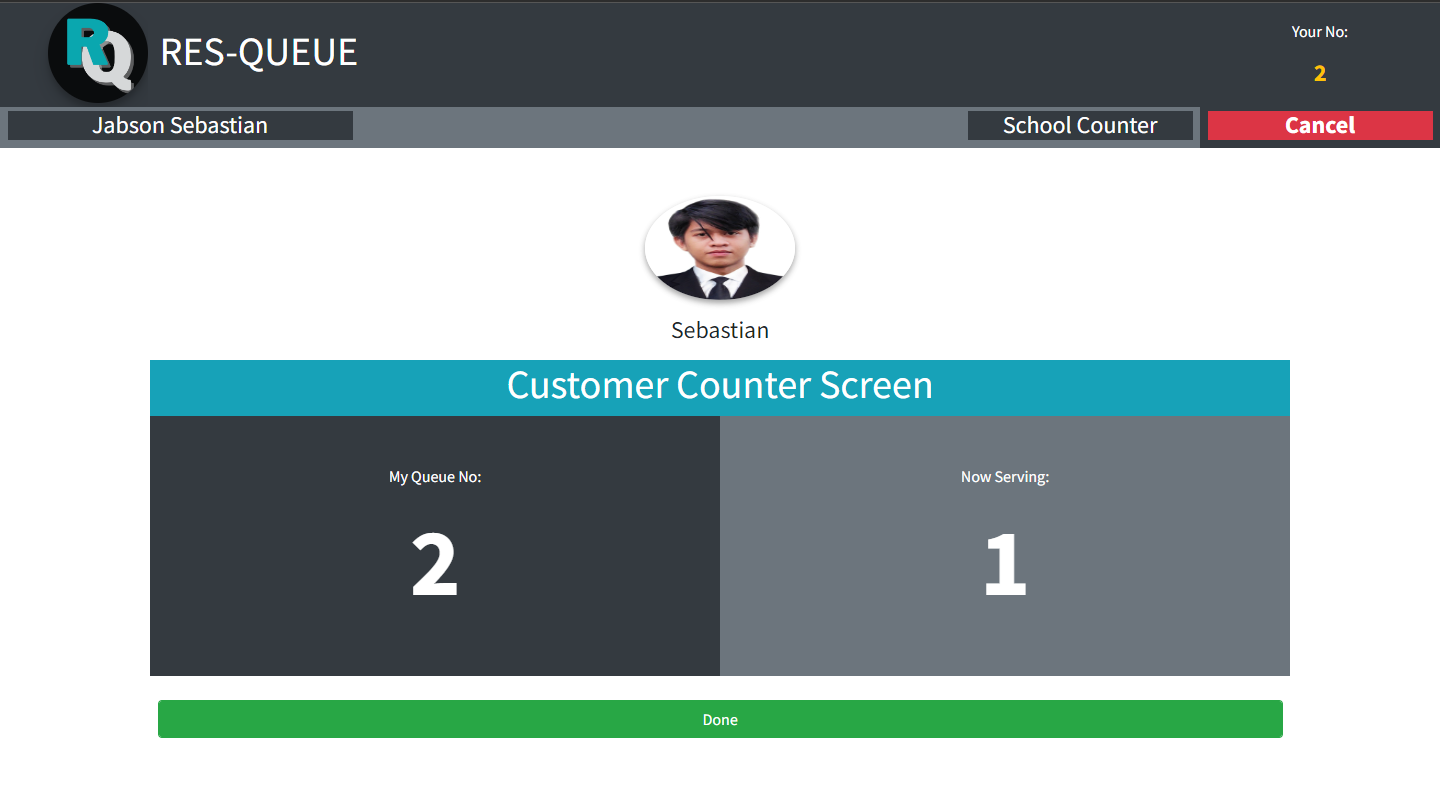 RQ
RES-QUEUE
Your No:
2
Jabson Sebastian
School Counter
Cancel
Sebastian
Customer Counter Screen
My Queue No:
Now Serving:
2
1
Done